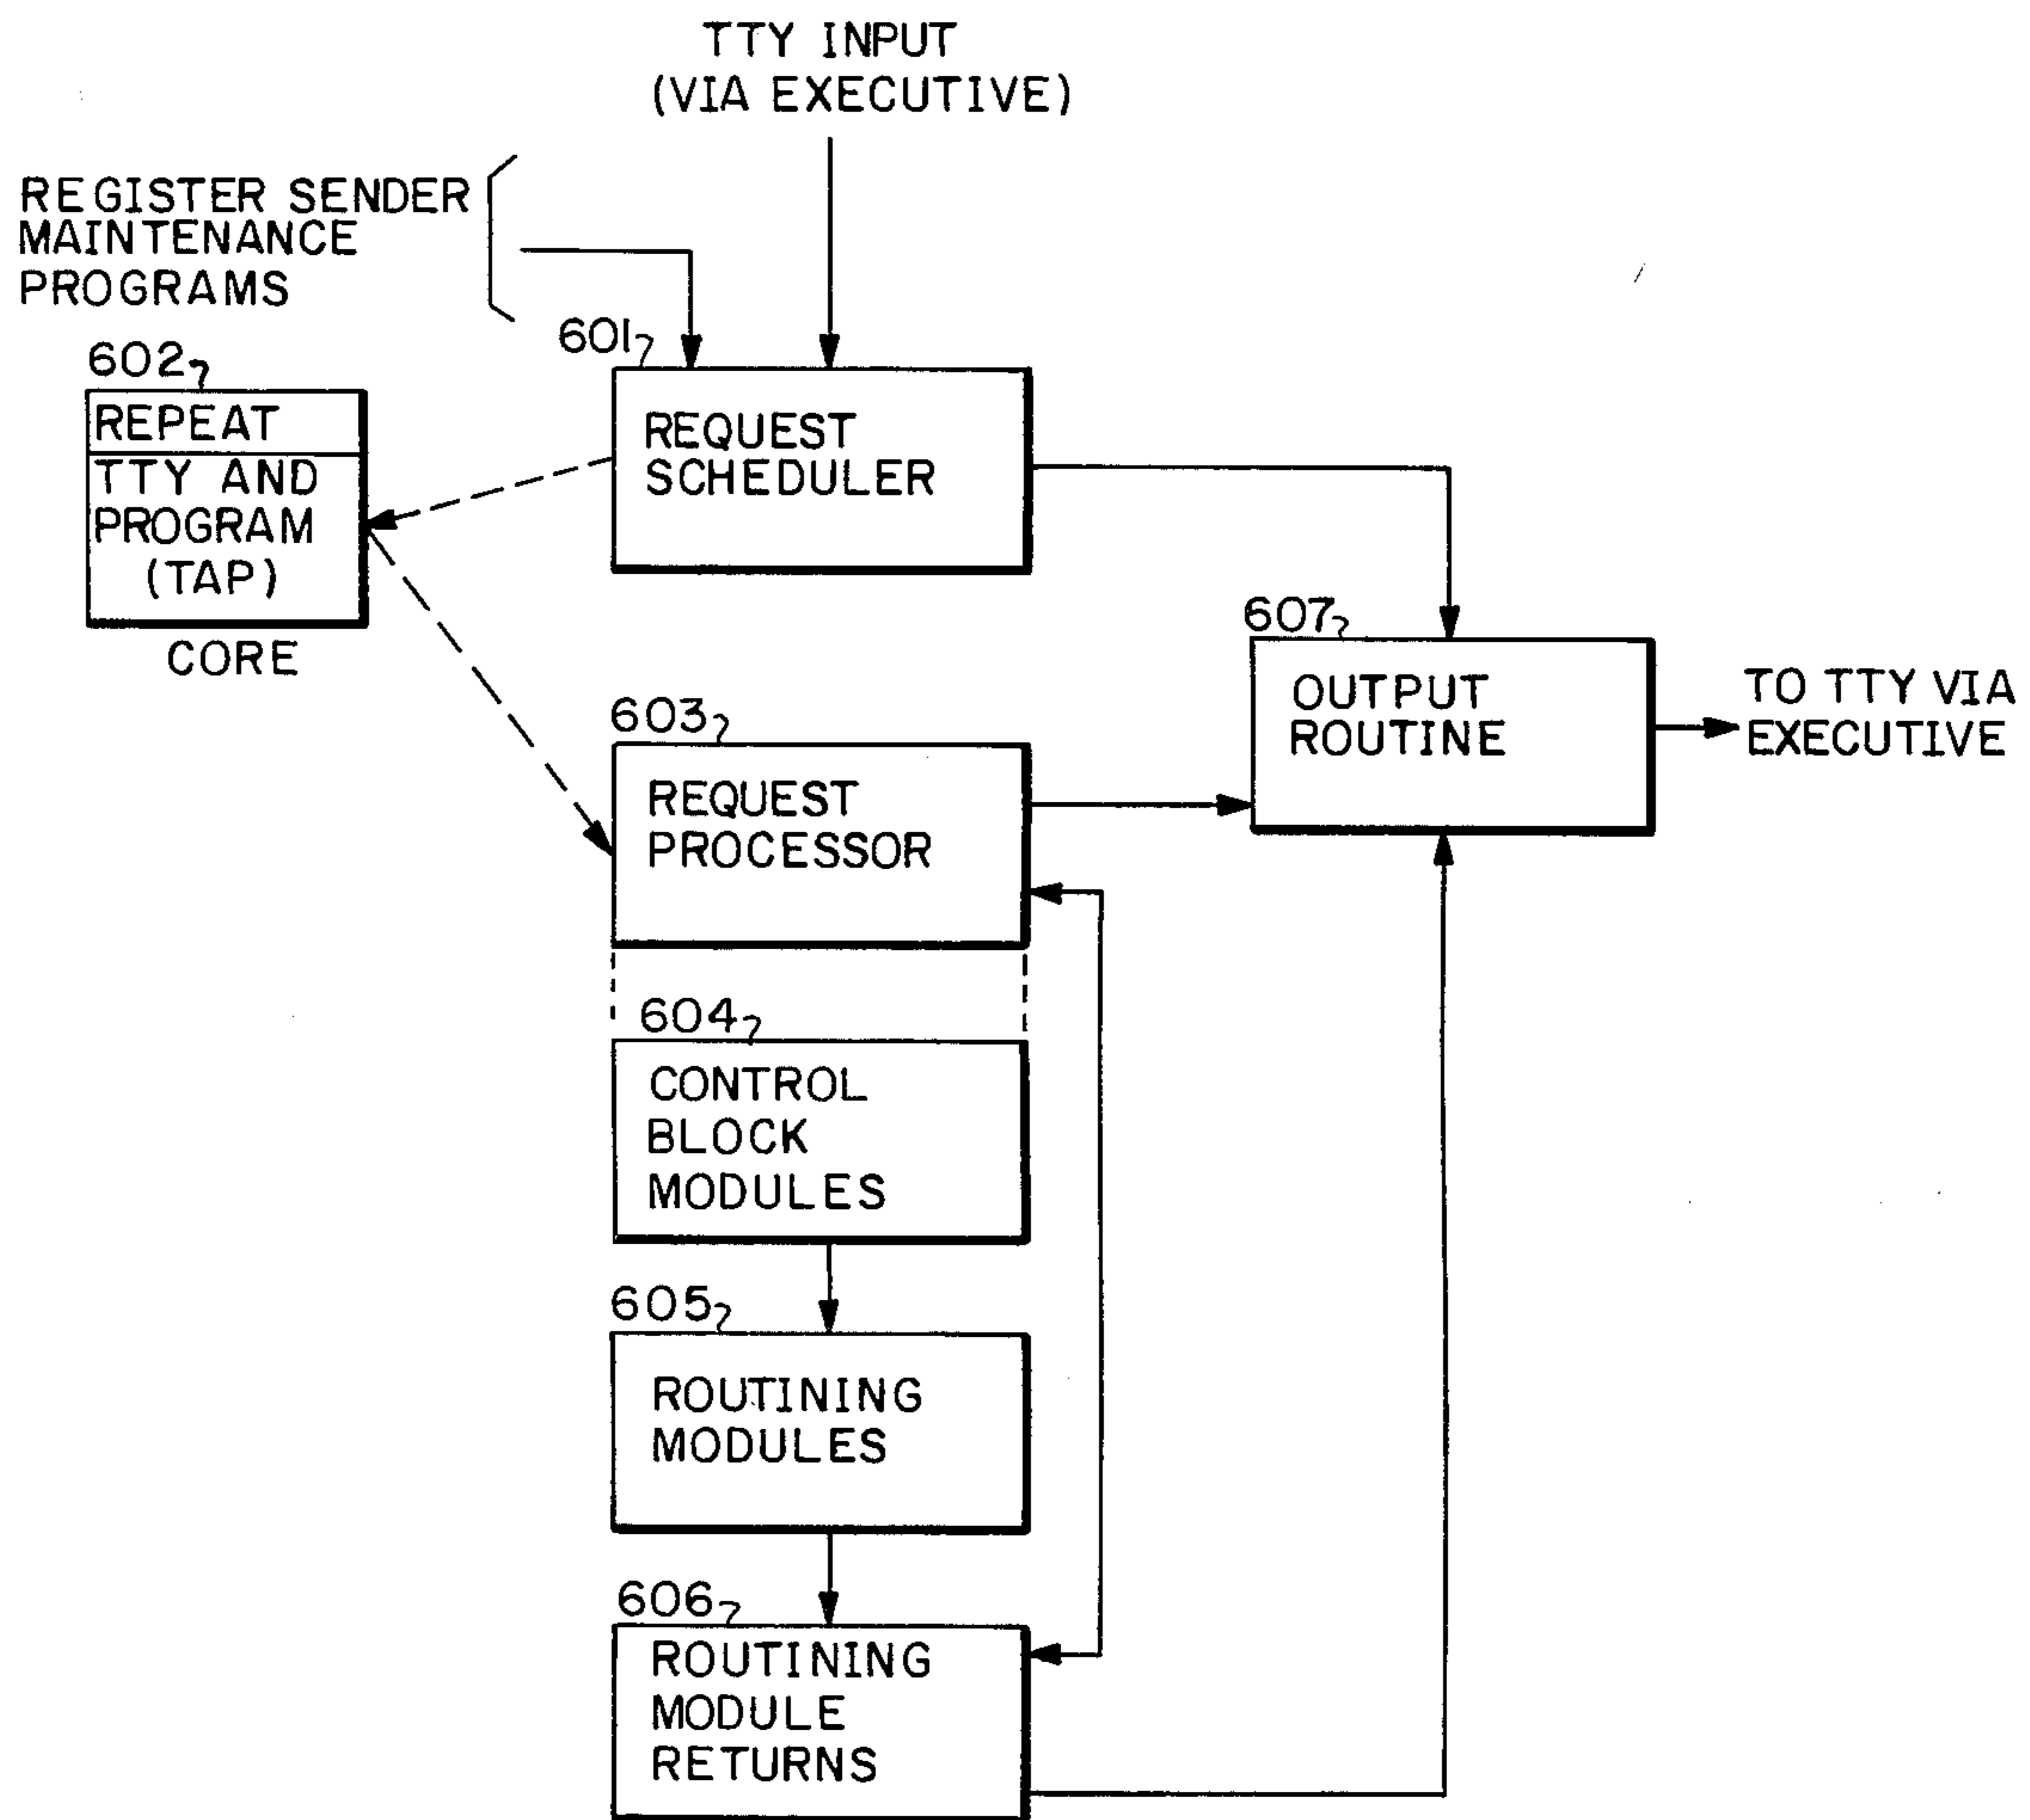 TTY INPUT
(VIA EXECUTIVE)
REGISTER SENDER
MAINTENANCE
PROGRAMS
601
602
REPEAT
TTY AND
PROGRAM
(TAP)
CORE
REQUEST
SCHEDULER
607
OUTPUT
ROUTINE
TO TTY VIA
EXECUTIVE
603
REQUEST
PROCESSOR
604
CONTROL
BLOCK
MODULES
605
ROUTINING
MODULES
606
ROUTINING
MODULE
RETURNS